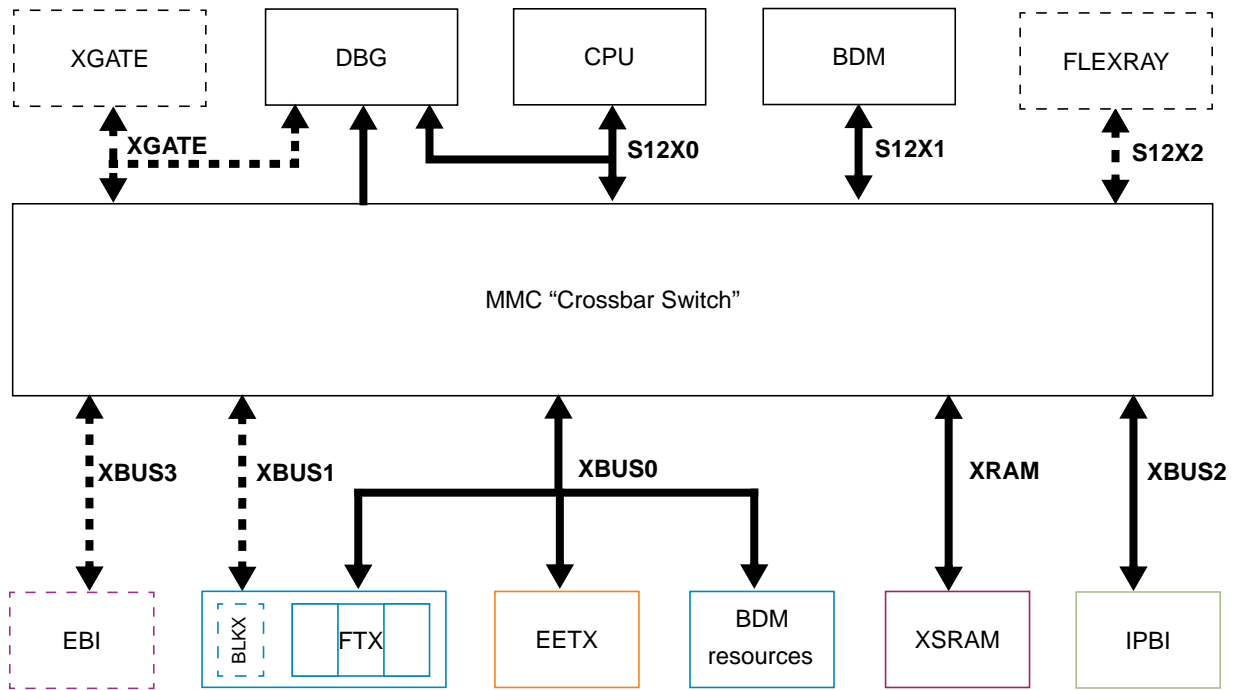 XGATE
DBG
CPU
BDM
FLEXRAY
XGATE
S12X0
S12X1
S12X2
MMC “Crossbar Switch”
XBUS3
XBUS1
XBUS0
XRAM
XBUS2
EBI
BLKX
FTX
EETX
BDM
resources
XSRAM
IPBI